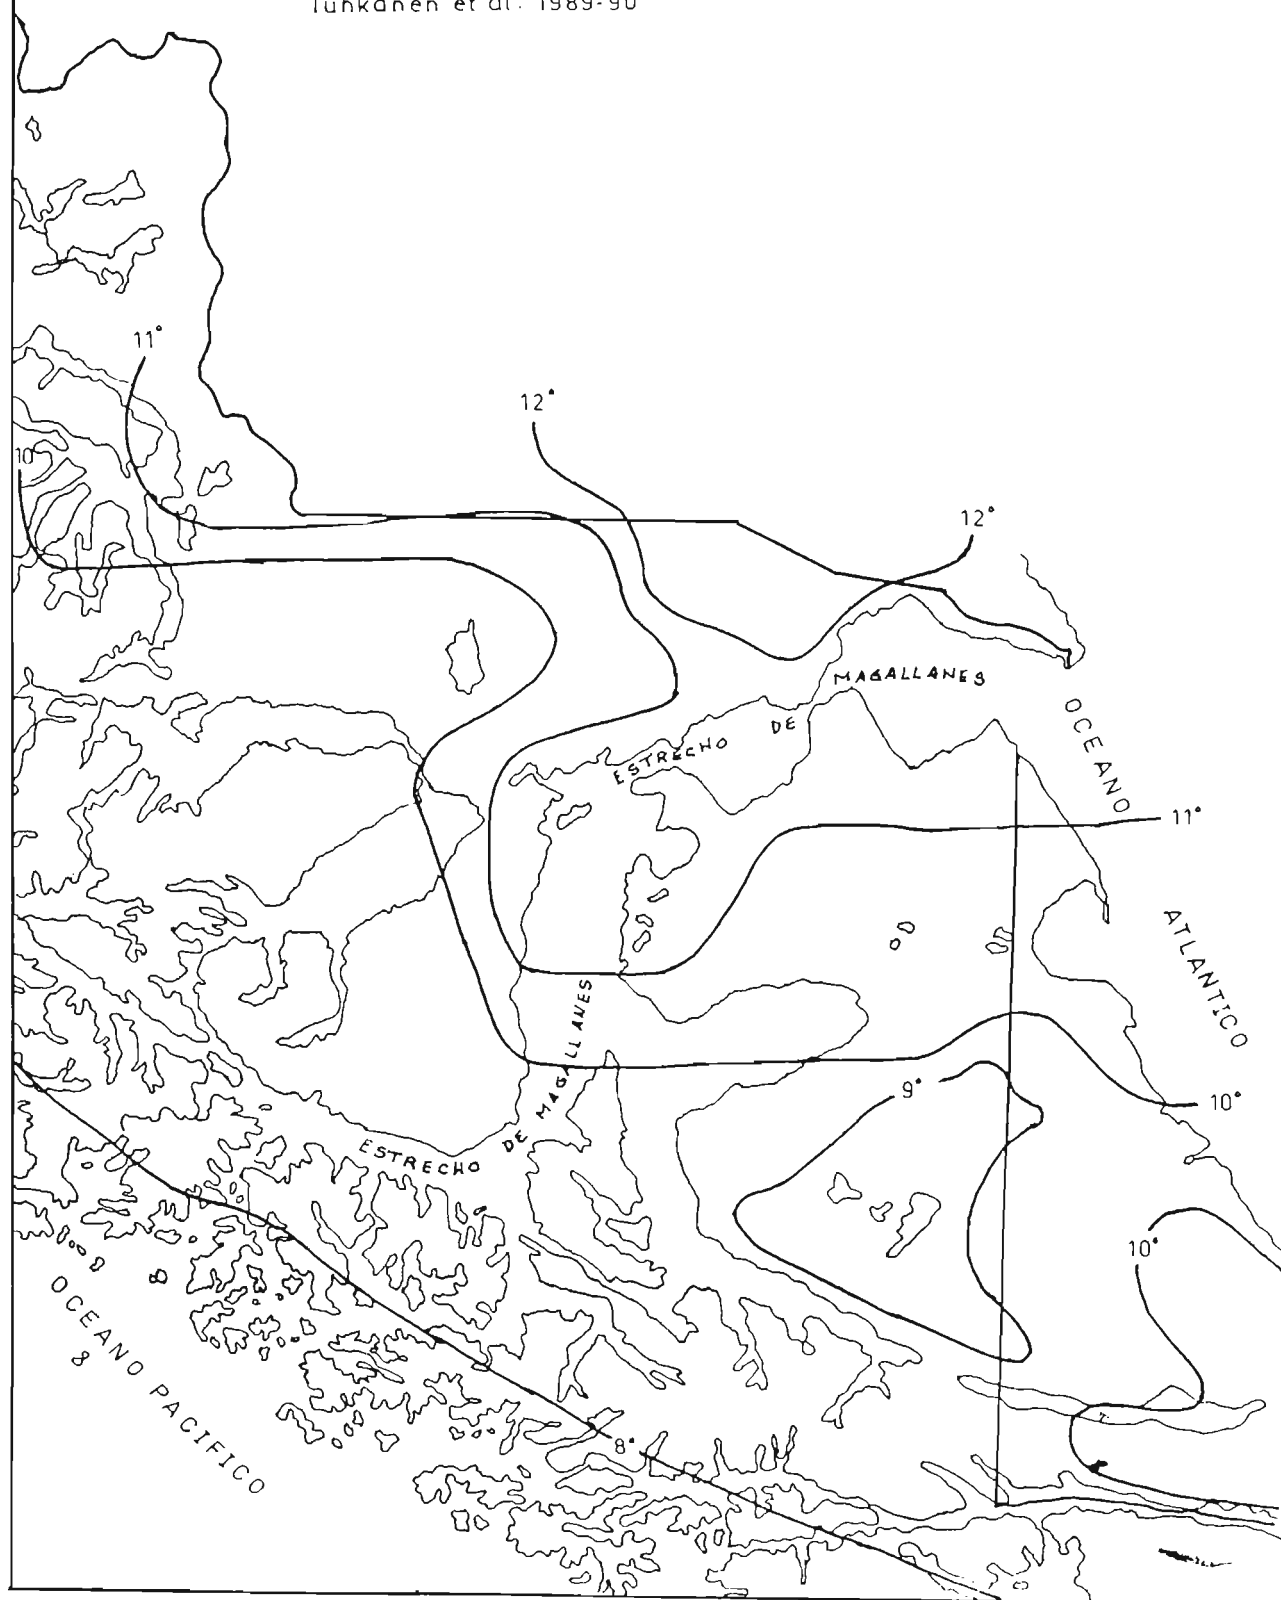 Tuhkanen et al. 1989-90
11°
12°
10
12°
MAGALLANES
DE
ESTRECHO
OCEANO
11°
ATLANTICO
MAGALLANES
DE
ESTRECHO
9°
10°
10°
OCEANO PACIFICO
8
8°